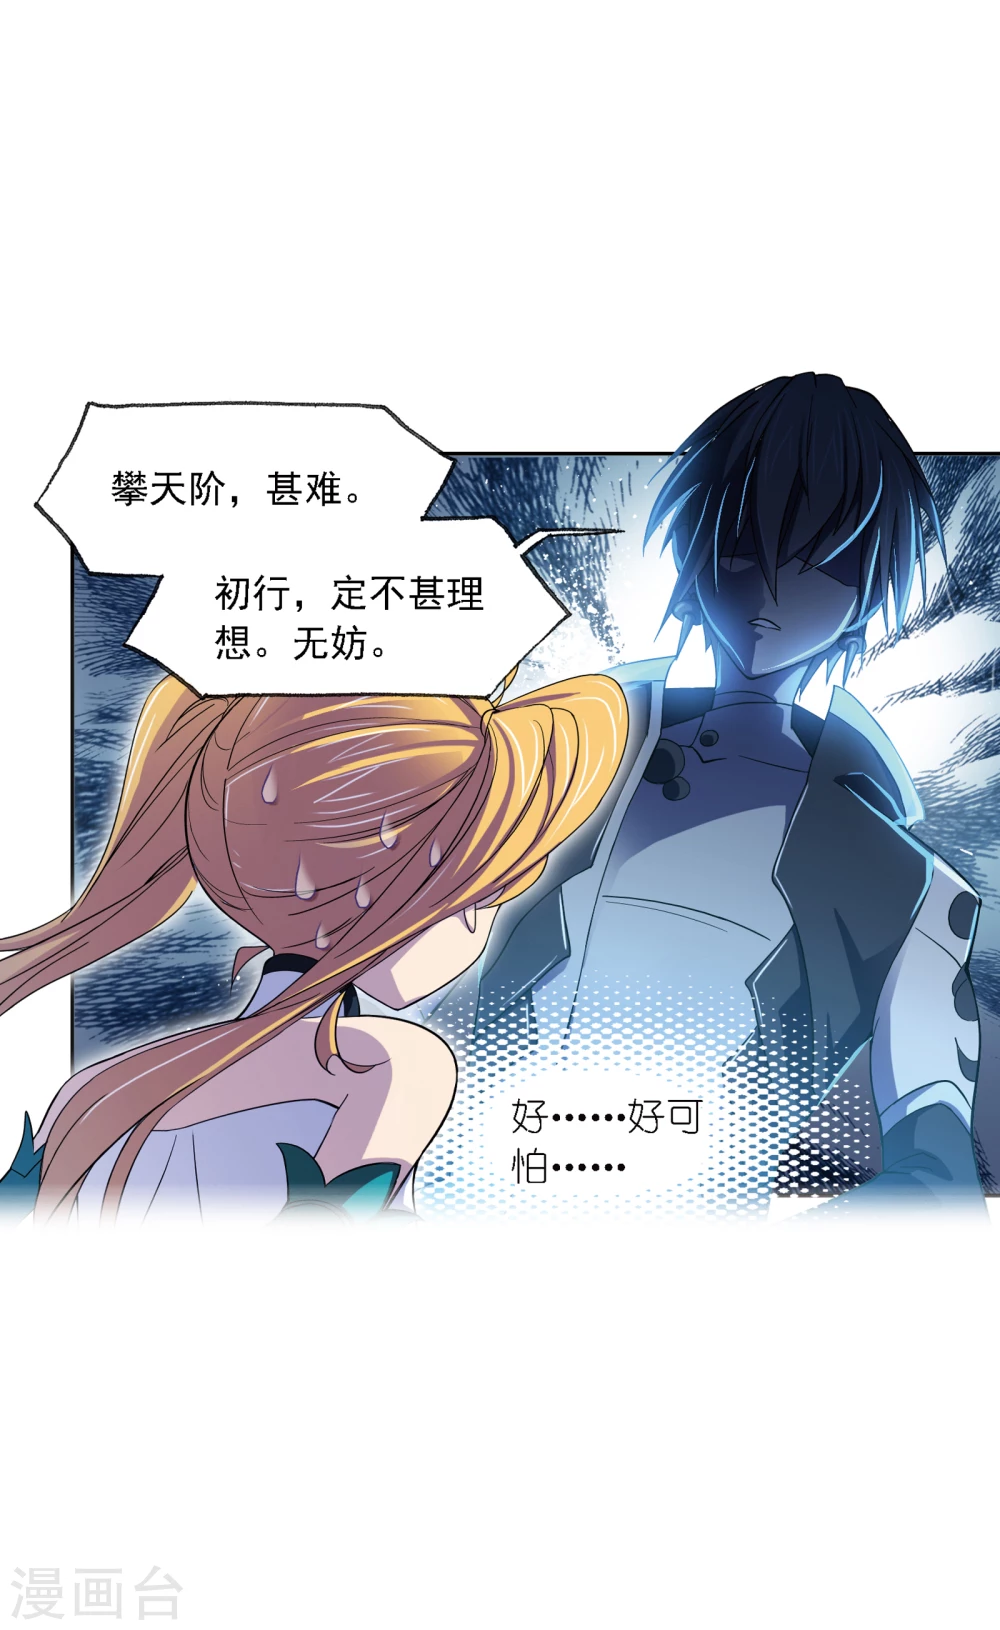 攀天阶，甚难。
初行，定不甚理
想。无妨。
好……好可
怕……
漫画台